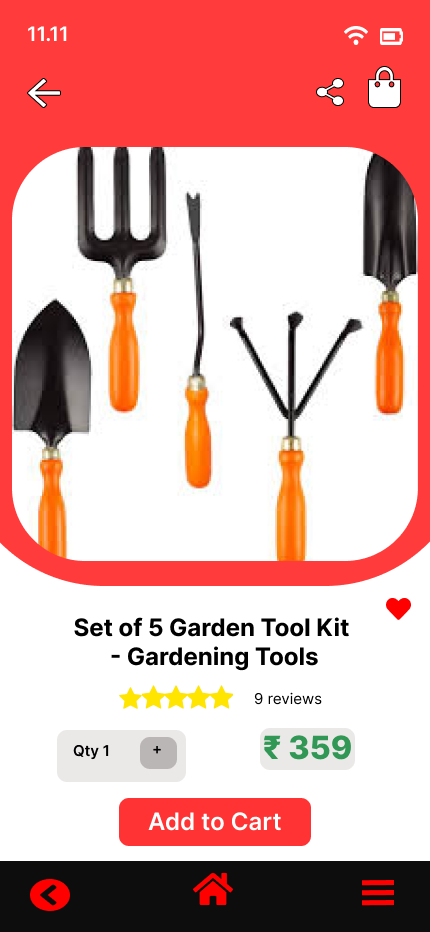 11.11
Set of 5 Garden Tool Kit
- Gardening Tools
9 reviews
Qty 1 +
₹ 359
Add to Cart